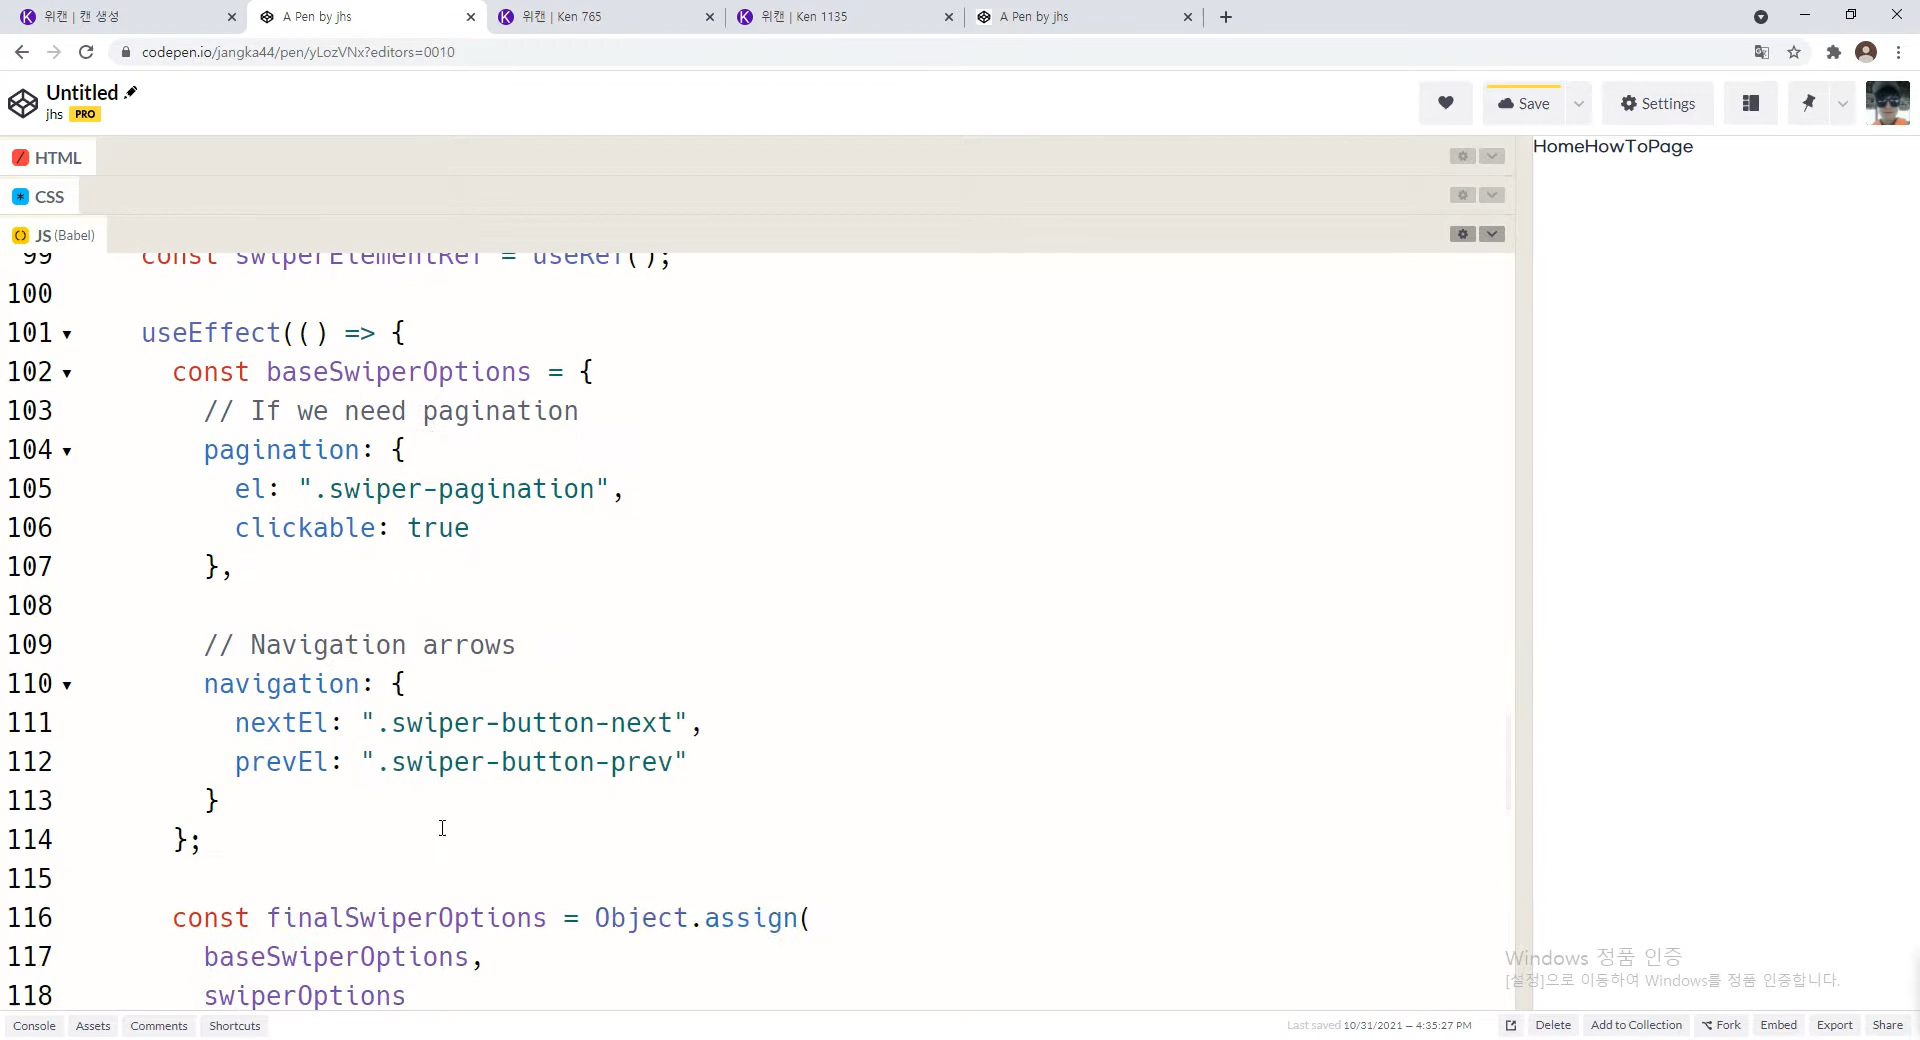 위캔 | 캔 생성
A Pen by jhs
위캔 | Ken 765
위캔 | Ken 1135
A Pen by jhs
codepen.io/jangka44/pen/yLozVNx?editors=0010
Untitled
jhs PRO
Save
Settings
HTML
CSS
JS (Babel)
HomeHowToPage
99 const swiperElementRef = useRef();
100
101 useEffect(() => {
102 const baseSwiperOptions = {
103 // If we need pagination
104 pagination: {
105 el: ".swiper-pagination",
106 clickable: true
107 },
108
109 // Navigation arrows
110 navigation: {
111 nextEl: ".swiper-button-next",
112 prevEl: ".swiper-button-prev"
113 }
114 };
115
116 const finalSwiperOptions = Object.assign(
117 baseSwiperOptions,
118 swiperOptions
Windows 정품 인증
[설정]으로 이동하여 Windows를 정품 인증합니다.
Console
Assets
Comments
Shortcuts
Last saved 10/31/2021 — 4:35:27 PM
Delete
Add to Collection
Fork
Embed
Export
Share